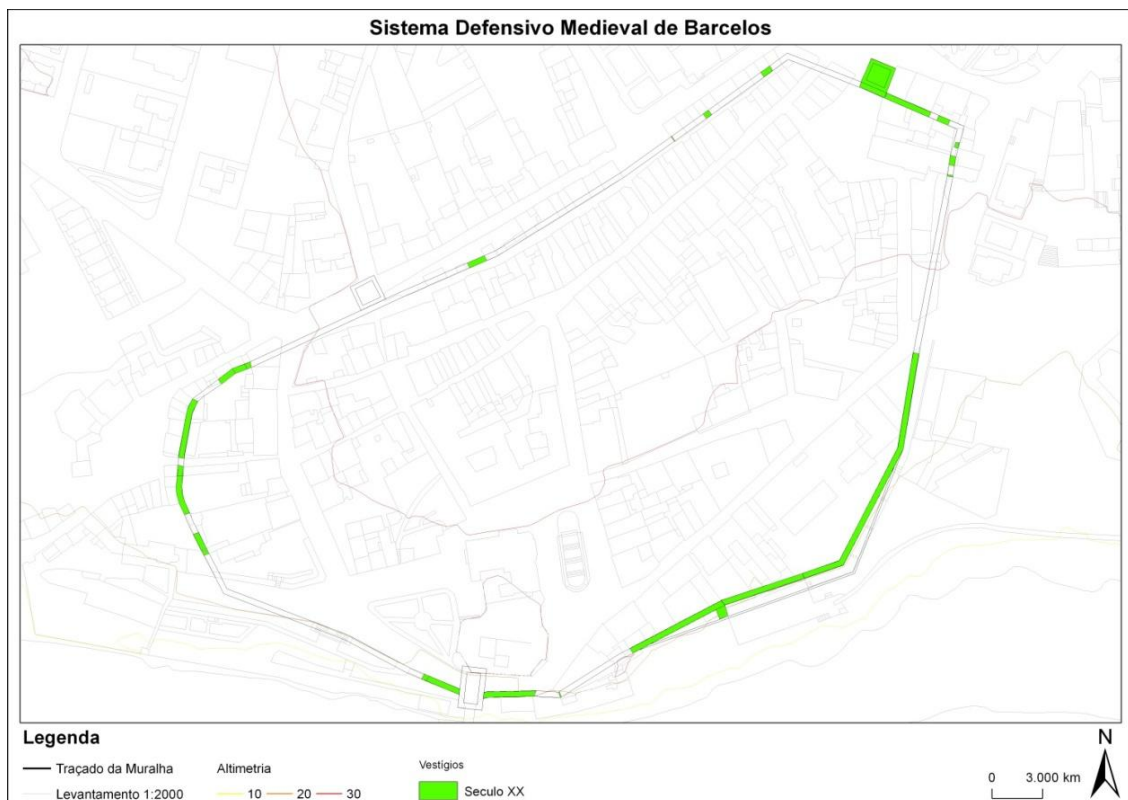 Sistema Defensivo Medieval de Barcelos
Legenda
Traçado da Muralha
Levantamento 1:2000
Altimetria
10 20 30
Vestígios
Seculo XX
N
0 3.000 km